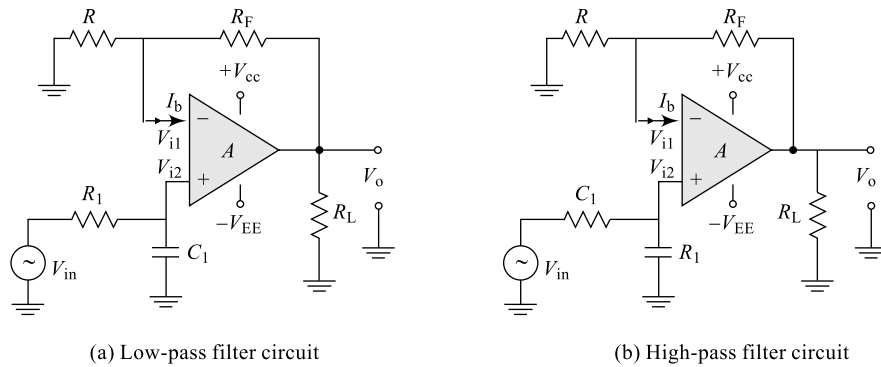 R
R_F
+V_cc
I_b
V_i1
−
A
V_i2
+
V_o
R_1
−V_EE
R_L
C_1
~
V_in
(a) Low-pass filter circuit
R
R_F
+V_cc
I_b
V_i1
−
A
V_i2
+
V_o
C_1
−V_EE
R_L
R_1
~
V_in
(b) High-pass filter circuit